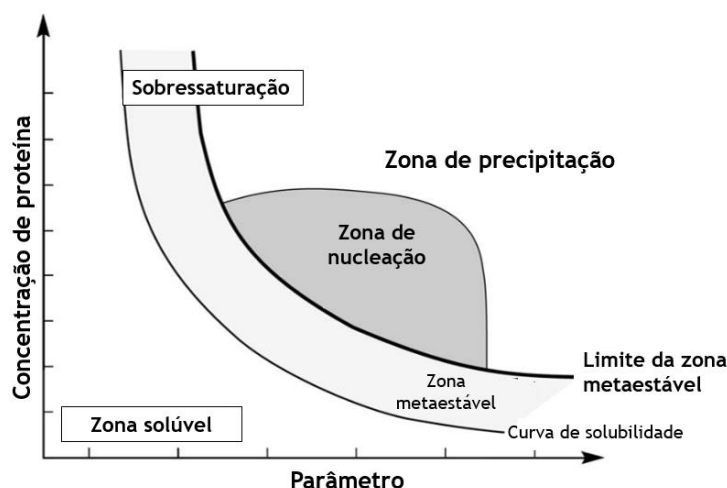 Sobressaturação
Zona de precipitação
Zona de
nucleação
Concentração de proteína
Limite da zona
metaestável
Zona
metaestável
Zona solúvel
Curva de solubilidade
Parâmetro